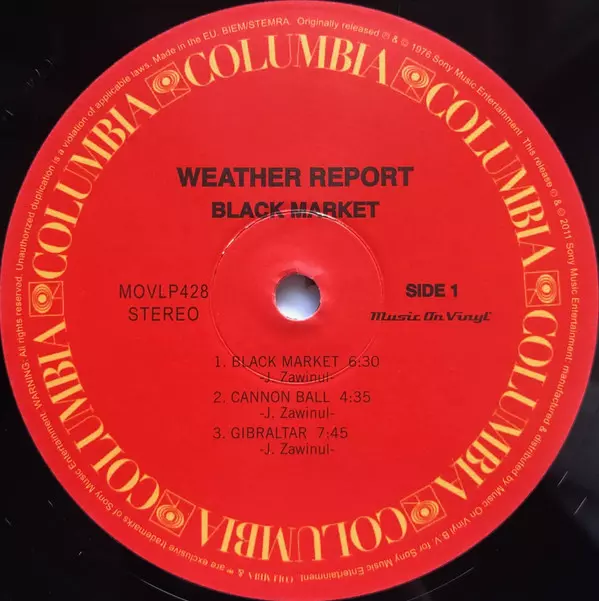 WEATHER REPORT
BLACK MARKET
MOVLP428
STEREO
SIDE 1
Music On Vinyl
1. BLACK MARKET 6:30
-J. Zawinul-
2. CANNON BALL 4:35
-J. Zawinul-
3. GIBRALTAR 7:45
-J. Zawinul-
COLUMBIA COLUMBIA COLUMBIA COLUMBIA COLUMBIA COLUMBIA COLUMBIA
Originally released ℗ & © 1976 Sony Music Entertainment. This release ℗ & © 2011 Sony Music Entertainment. manufactured & distributed by Music On Vinyl B.V. for Sony Music Entertainment. COLUMBIA & are exclusive trademarks of Sony Music Entertainment. WARNING: All rights reserved. Unauthorized duplication is a violation of applicable laws. Made in the EU. BIEM/STEMRA.